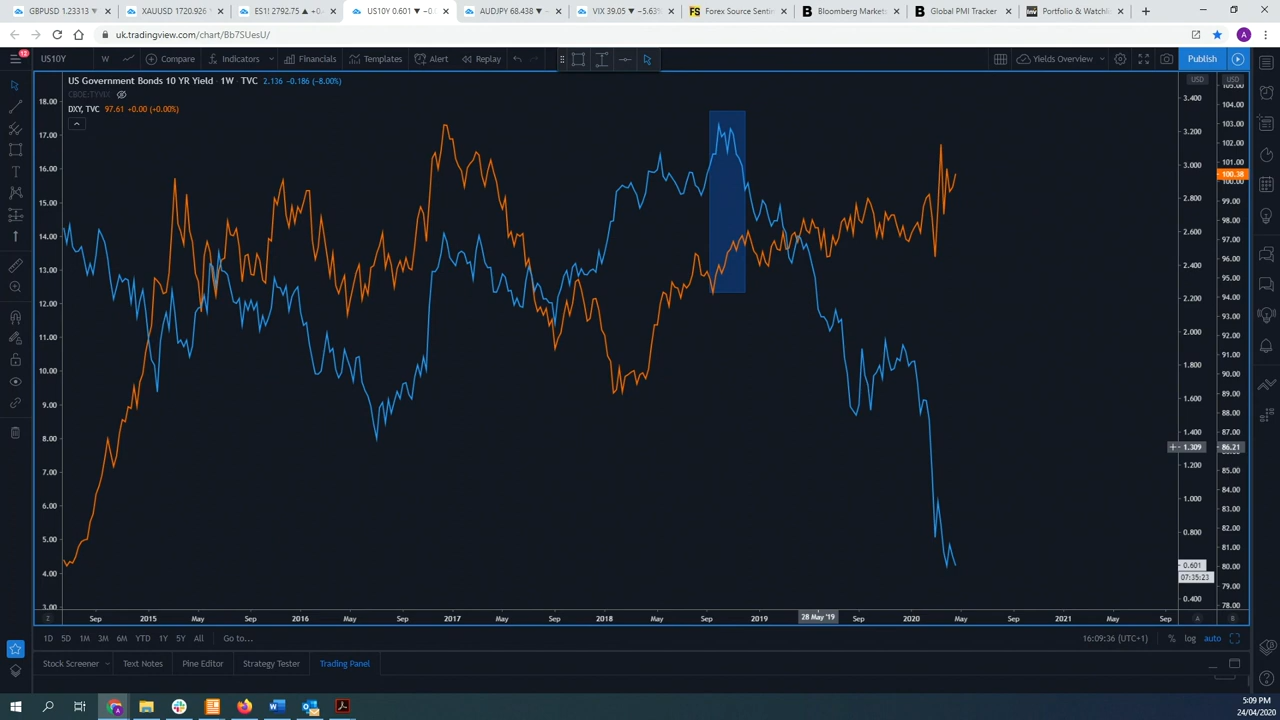 GBPUSD 1.23313
XAUUSD 1720.926
ES1! 2792.75 ▲
US10Y 0.601 ▼
AUDJPY 68.438 ▼
VIX 39.05 ▼ −5.63%
Forex Source Senti
Bloomberg Market
Global PMI Tracker
Portfolio & Watchli
uk.tradingview.com/chart/Bb7SUesU/
A
10
US10Y
W
Compare
Indicators
Financials
Templates
Alert
Replay
Yields Overview
Publish
US Government Bonds 10 YR Yield · 1W · TVC 2.136 −0.186 (−8.00%)
CBOE:TYVIX
DXY, TVC 97.61 +0.00 (+0.00%)
18.00
17.00
16.00
15.00
14.00
13.00
12.00
11.00
10.00
9.00
8.00
7.00
6.00
5.00
4.00
3.00
USD
3.400
3.200
3.000
2.800
2.600
2.400
2.200
2.000
1.800
1.600
1.400
1.309
1.200
1.000
0.800
0.601
07:35:23
0.400
USD
105.00
104.00
103.00
102.00
101.00
100.38
100.00
99.00
98.00
97.00
96.00
95.00
94.00
93.00
92.00
91.00
90.00
89.00
88.00
87.00
86.21
85.00
84.00
83.00
82.00
81.00
80.00
79.00
78.00
Z Sep 2015 May Sep 2016 May Sep 2017 May Sep 2018 May Sep 2019 28 May '19 Sep 2020 May Sep 2021 May Sep A B
1D 5D 1M 3M 6M YTD 1Y 5Y All Go to...
16:09:36 (UTC+1) % log auto
Stock Screener Text Notes Pine Editor Strategy Tester Trading Panel
5:09 PM
24/04/2020